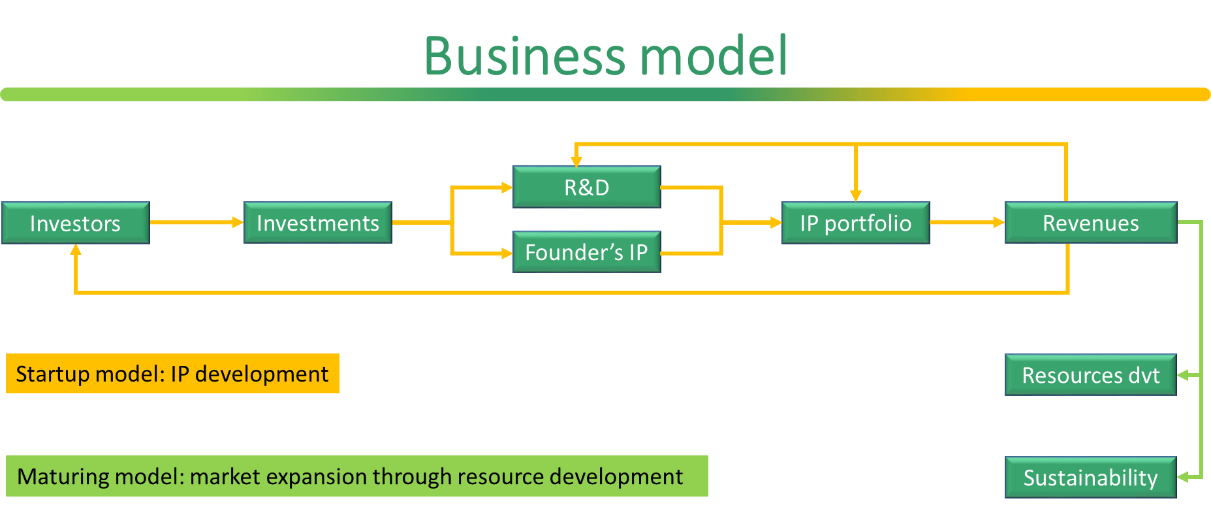 Business model
R&D
Investors
Investments
IP portfolio
Revenues
Founder’s IP
Startup model: IP development
Resources dvt
Maturing model: market expansion through resource development
Sustainability